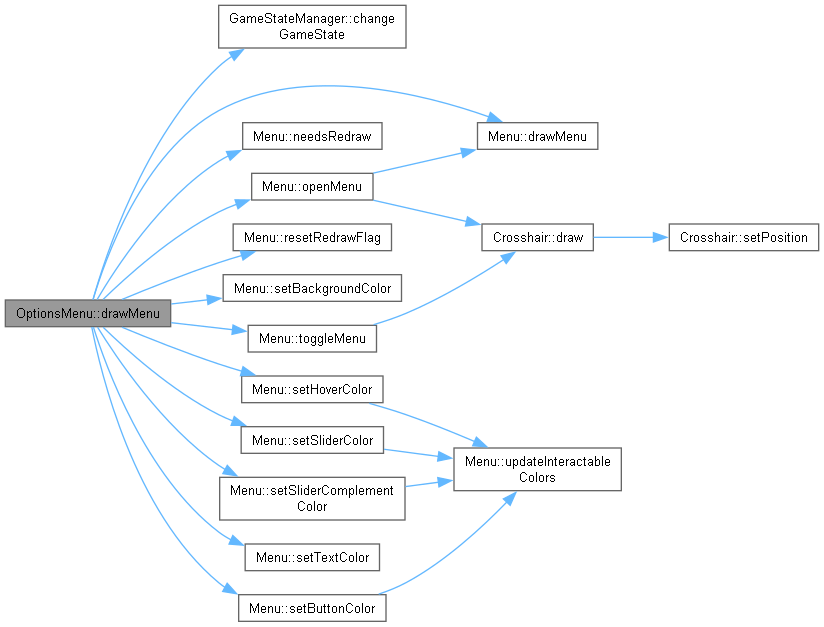 GameStateManager::change
GameState
Menu::drawMenu
Menu::needsRedraw
Menu::openMenu
Menu::resetRedrawFlag
Crosshair::draw
Crosshair::setPosition
Menu::setBackgroundColor
OptionsMenu::drawMenu
Menu::toggleMenu
Menu::setHoverColor
Menu::setSliderColor
Menu::updateInteractable
Colors
Menu::setSliderComplement
Color
Menu::setTextColor
Menu::setButtonColor